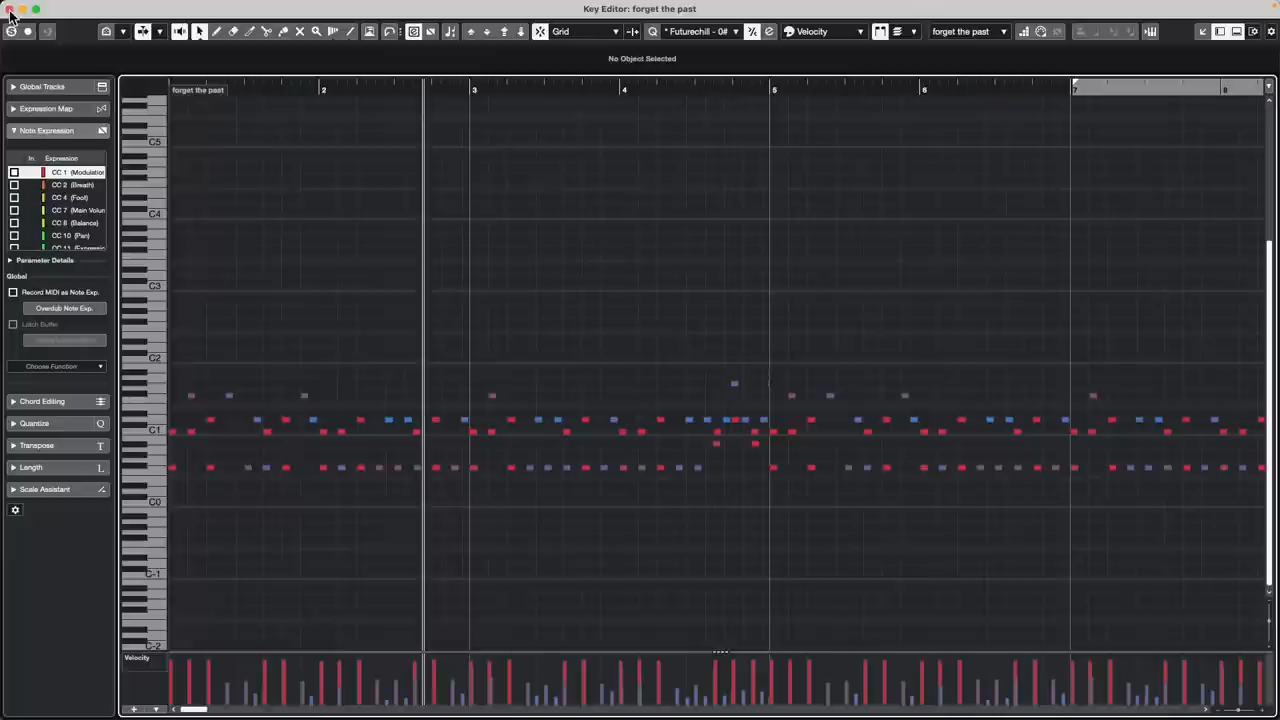 Key Editor: forget the past
Grid
* Futurechill - 0#
Velocity
forget the past
No Object Selected
Global Tracks
forget the past
2
3
4
5
6
7
8
Expression Map
Note Expression
In
Expression
CC 1 (Modulation
CC 2 (Breath)
CC 4 (Foot)
CC 7 (Main Volun
CC 8 (Balance)
CC 10 (Pan)
CC 11 (Expressio
Parameter Details
Global
Record MIDI as Note Exp.
Overdub Note Exp.
Latch Buffer
Choose Function
Chord Editing
Quantize
Q
Transpose
T
Length
L
Scale Assistant
C5
C4
C3
C2
C1
C0
C-1
C-2
Velocity